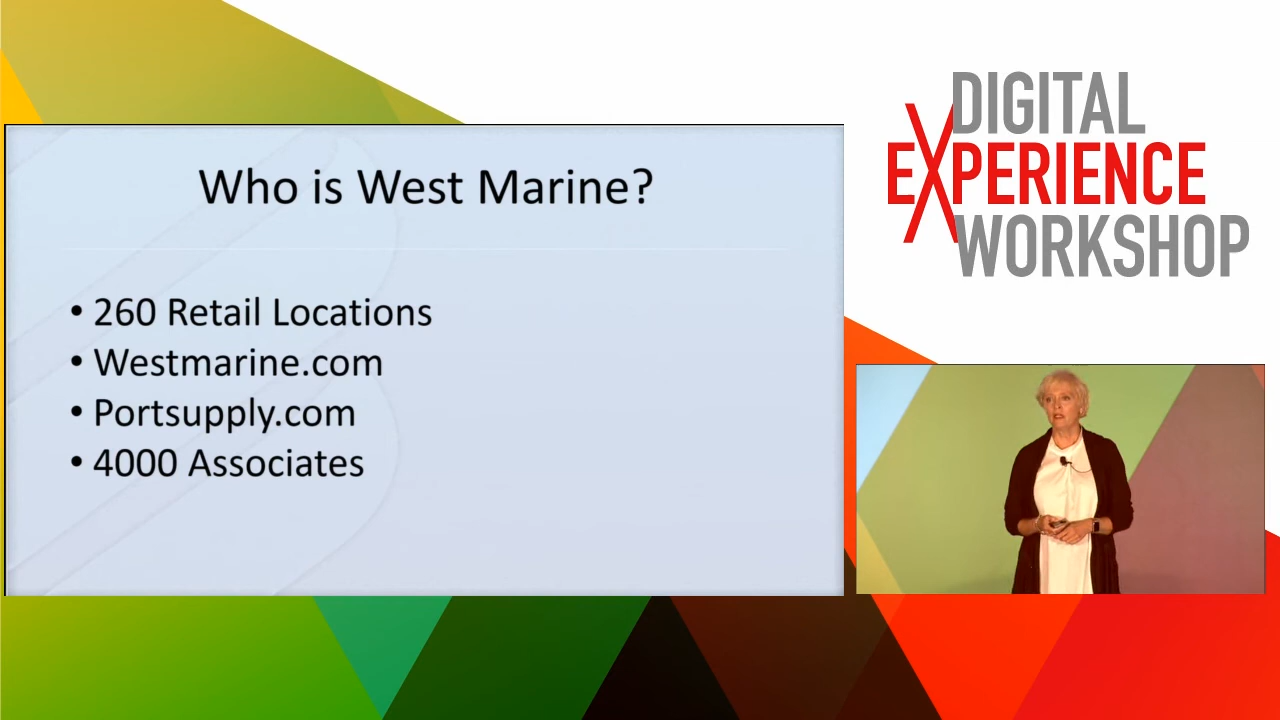 Who is West Marine?
• 260 Retail Locations
• Westmarine.com
• Portsupply.com
• 4000 Associates
DIGITAL
EXPERIENCE
WORKSHOP